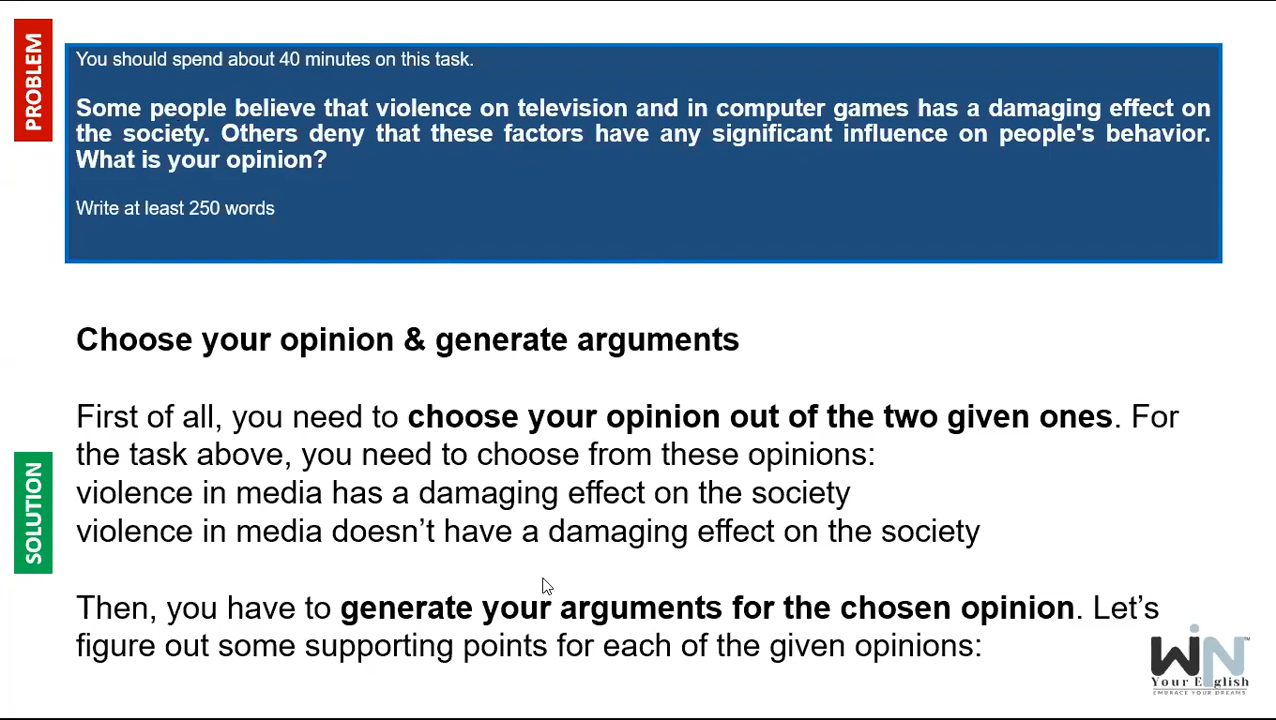 PROBLEM
You should spend about 40 minutes on this task.
Some people believe that violence on television and in computer games has a damaging effect on
the society. Others deny that these factors have any significant influence on people's behavior.
What is your opinion?
Write at least 250 words
SOLUTION
Choose your opinion & generate arguments
First of all, you need to choose your opinion out of the two given ones. For
the task above, you need to choose from these opinions:
violence in media has a damaging effect on the society
violence in media doesn’t have a damaging effect on the society
Then, you have to generate your arguments for the chosen opinion. Let’s
figure out some supporting points for each of the given opinions:
WiN™
Your English
EMBRACE YOUR DREAMS